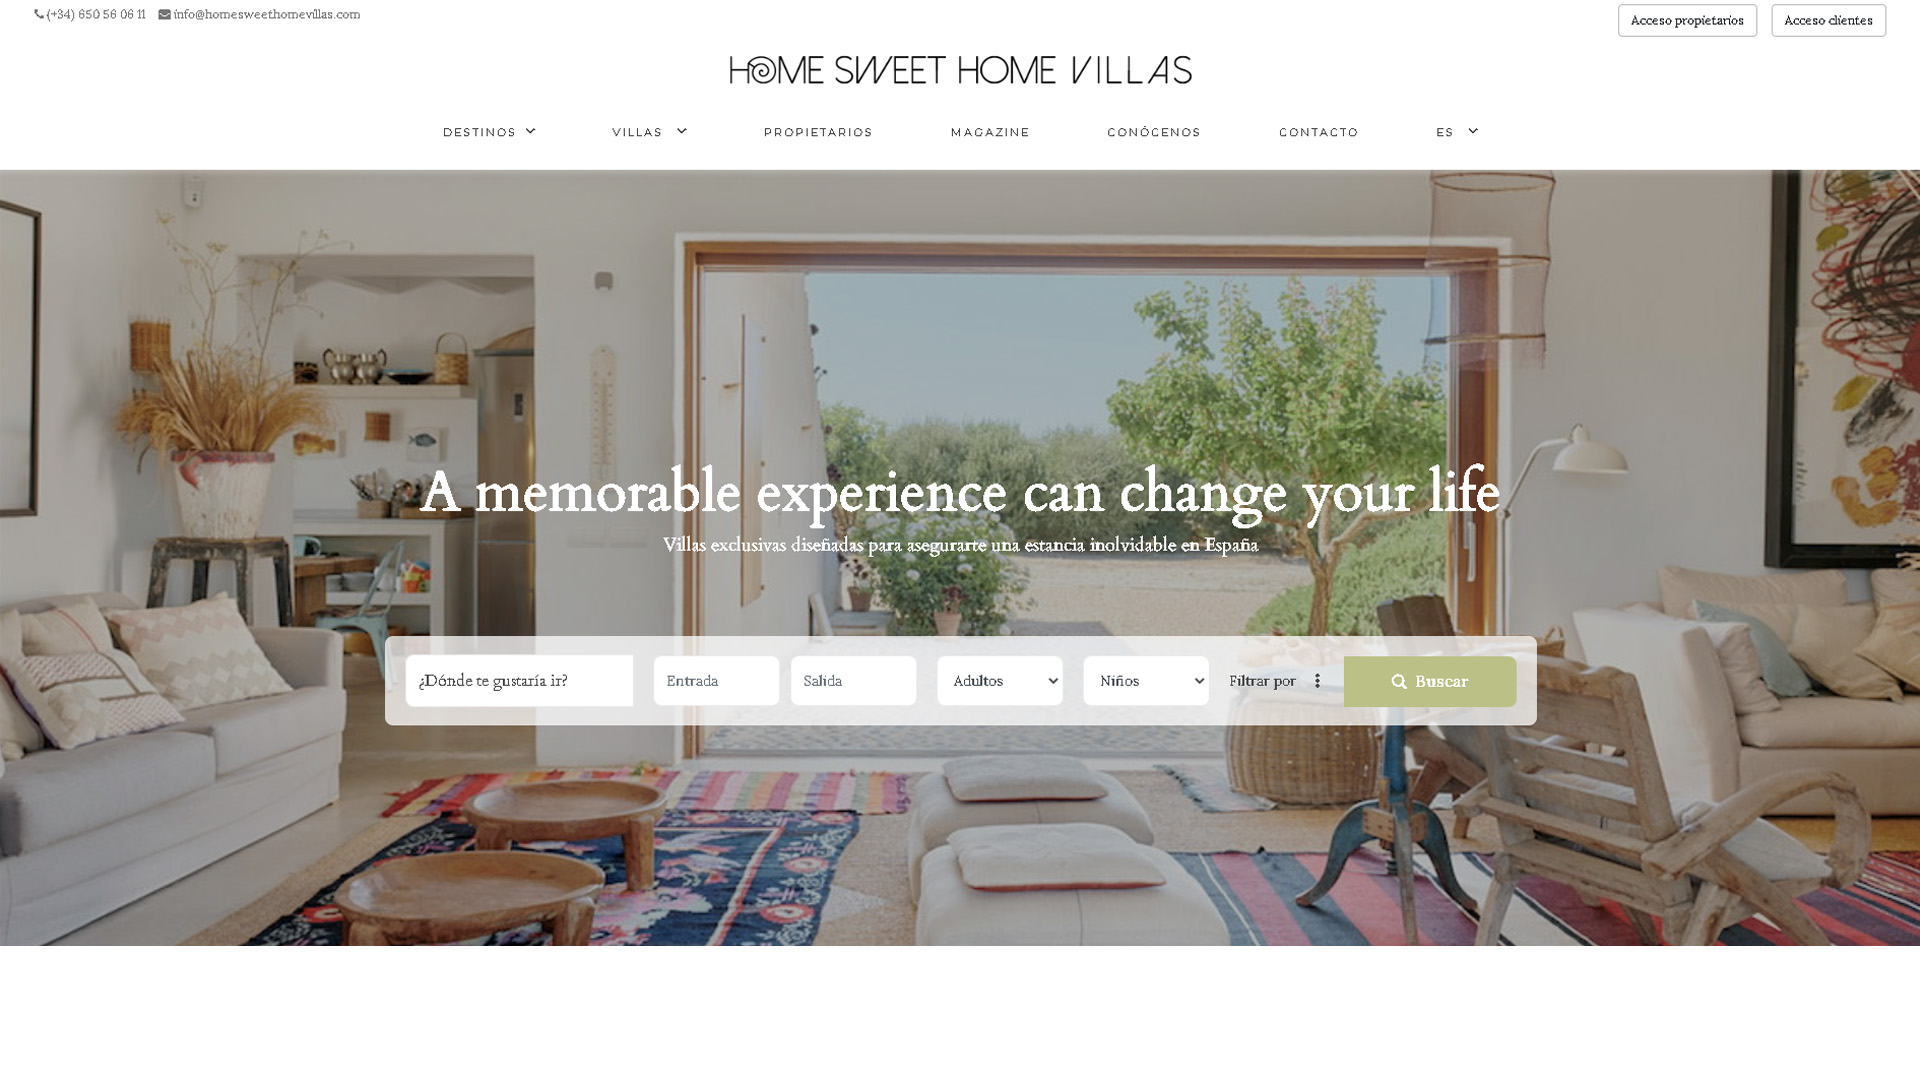 (+34) 650 56 06 11 info@homesweethomevillas.com
Acceso propietarios Acceso clientes
HOME SWEET HOME VILLAS
DESTINOS VILLAS PROPIETARIOS MAGAZINE CONÓCENOS CONTACTO ES
A memorable experience can change your life
Villas exclusivas diseñadas para asegurarte una estancia inolvidable en España
¿Dónde te gustaría ir? Entrada Salida Adultos Niños Filtrar por Buscar